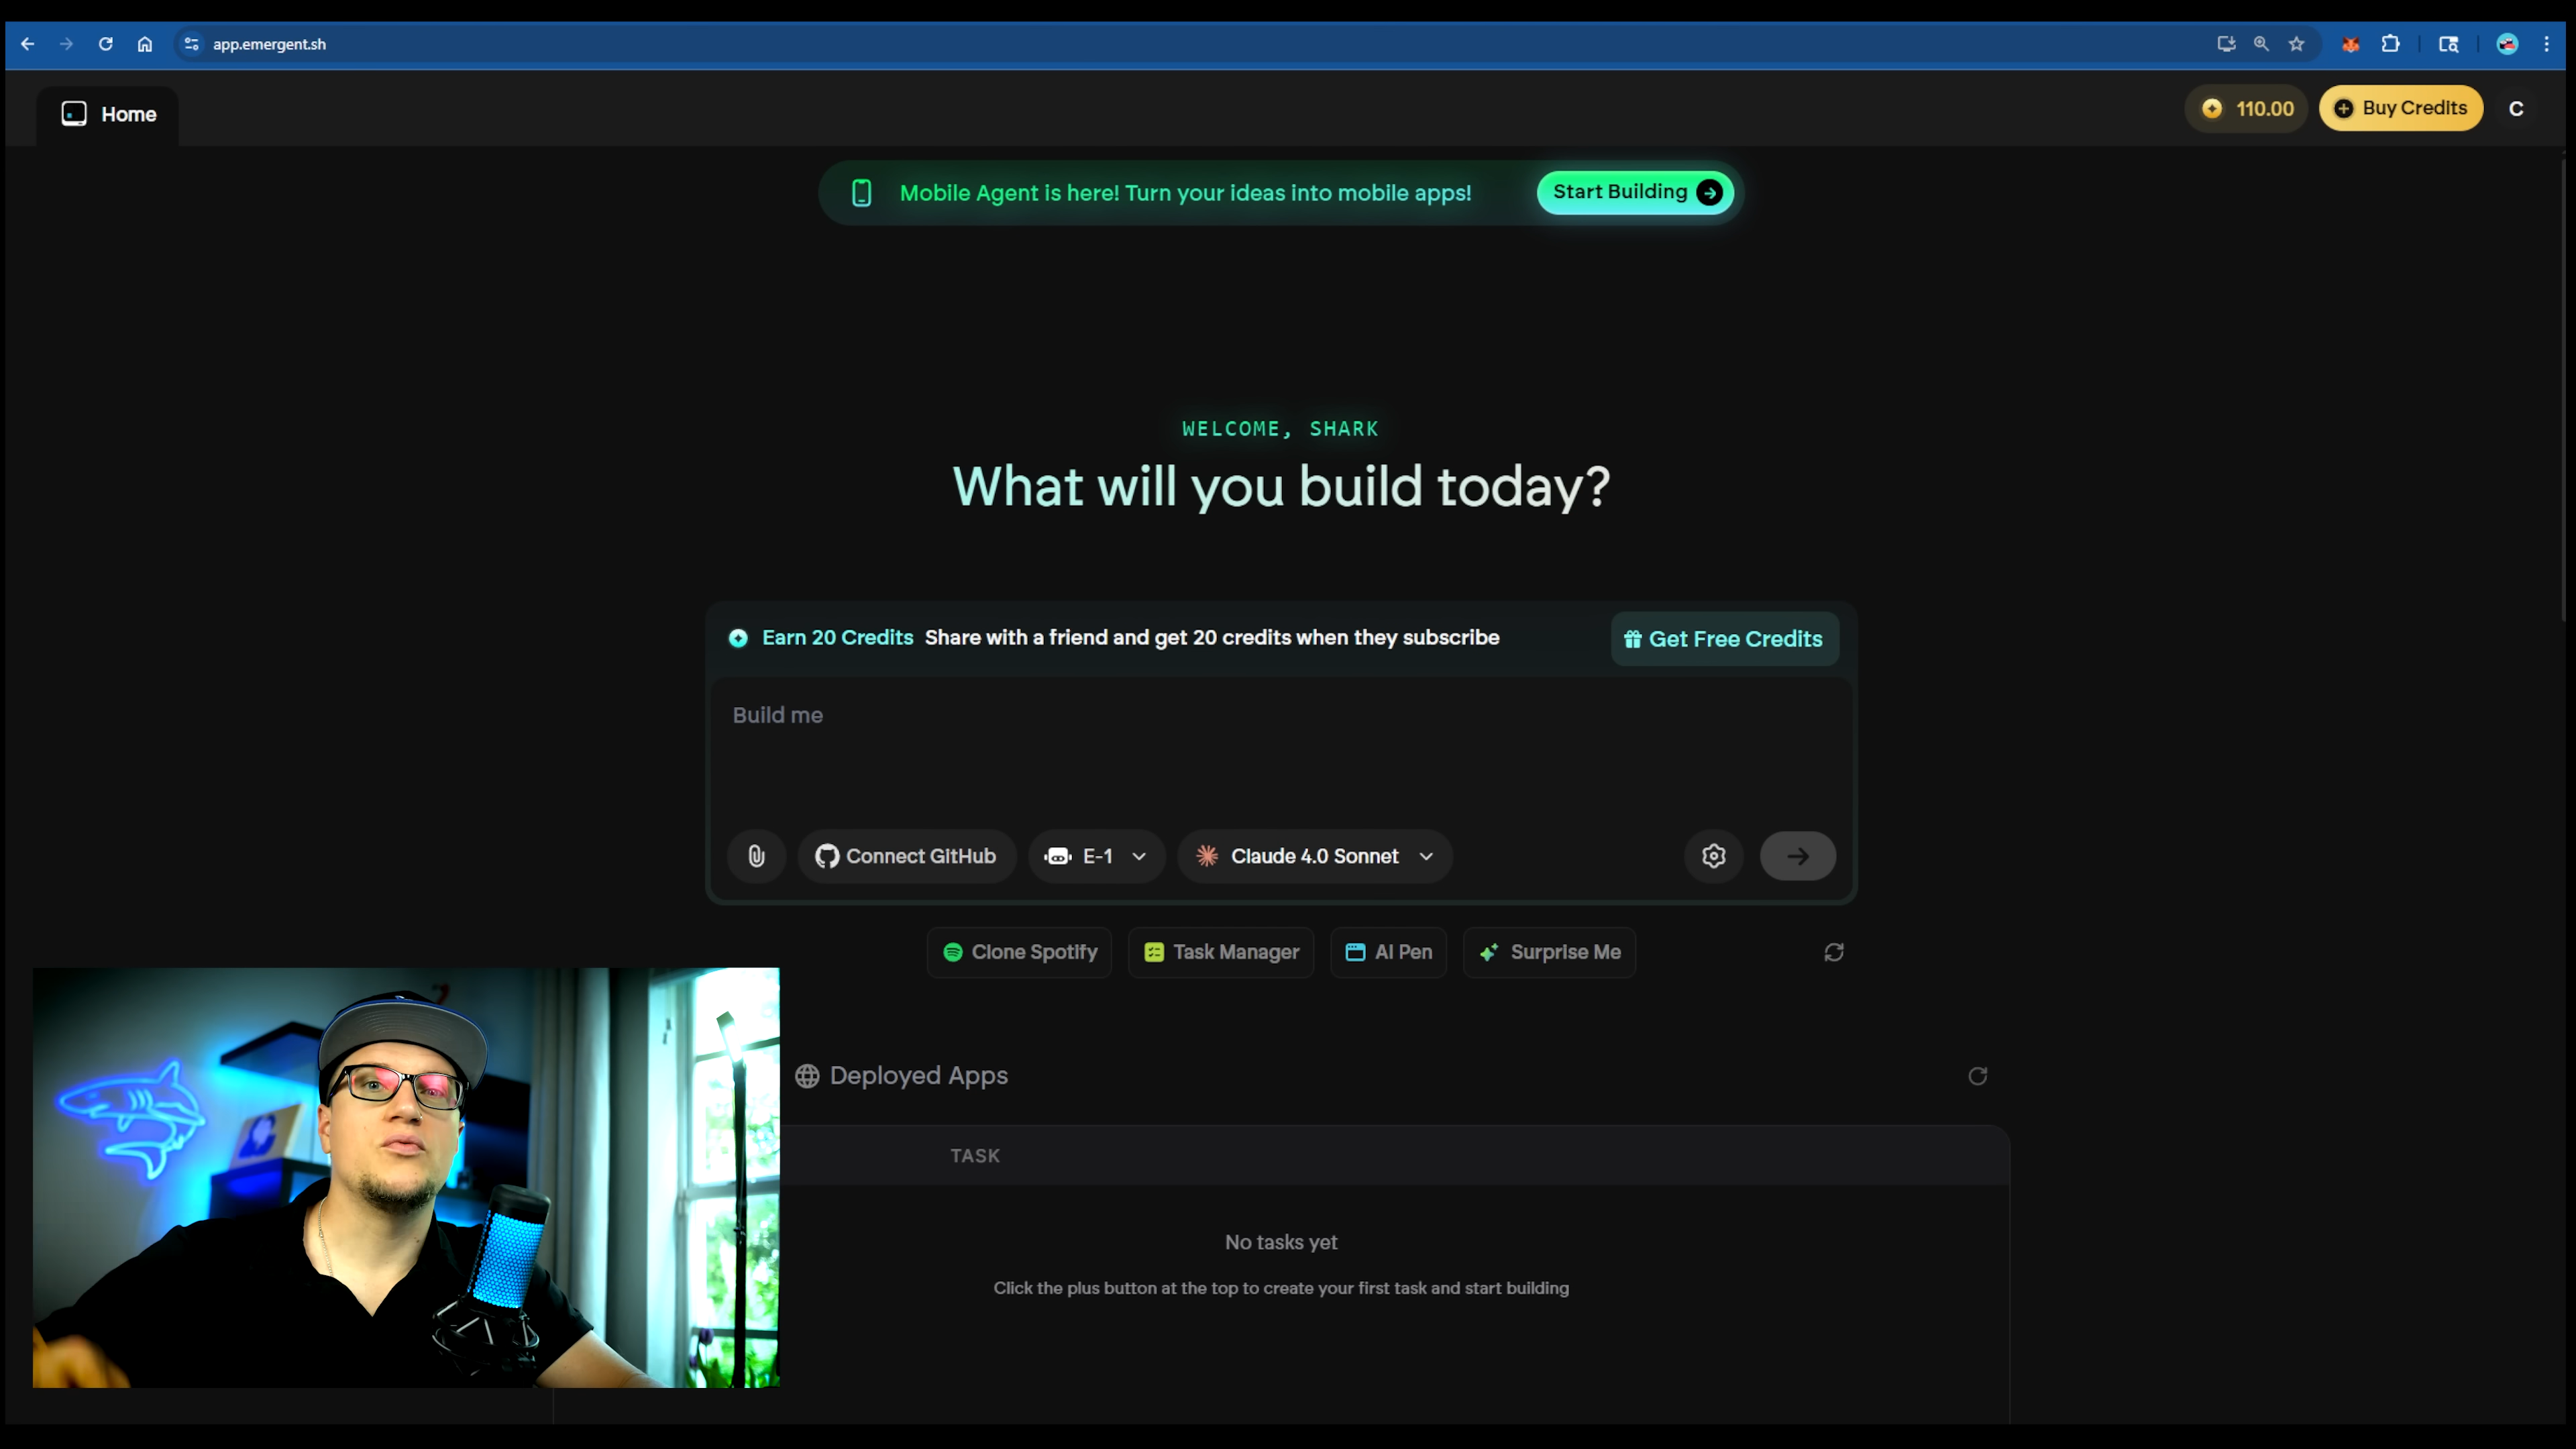 app.emergent.sh
Home
110.00
Buy Credits
C
Mobile Agent is here! Turn your ideas into mobile apps!
Start Building
WELCOME, SHARK
What will you build today?
Earn 20 Credits Share with a friend and get 20 credits when they subscribe
Get Free Credits
Build me
Connect GitHub
E-1
Claude 4.0 Sonnet
Clone Spotify
Task Manager
AI Pen
Surprise Me
Deployed Apps
TASK
No tasks yet
Click the plus button at the top to create your first task and start building